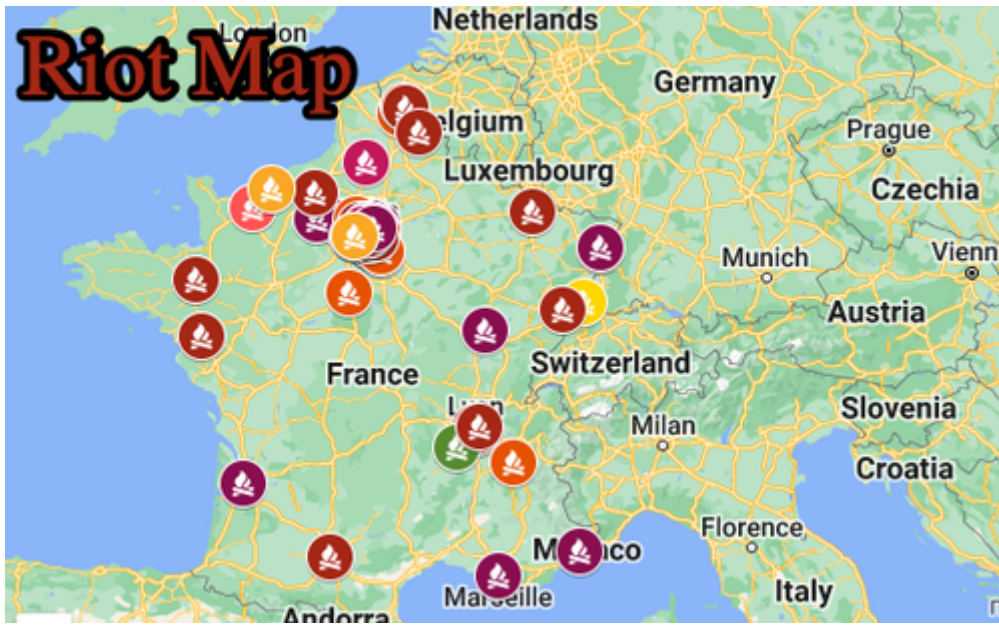 Riot Map
London
Netherlands
Germany
Belgium
Prague
Luxembourg
Czechia
Munich
Vienn
Austria
Switzerland
France
Lyon
Slovenia
Milan
Croatia
Florence
Monaco
Marseille
Italy
Andorra